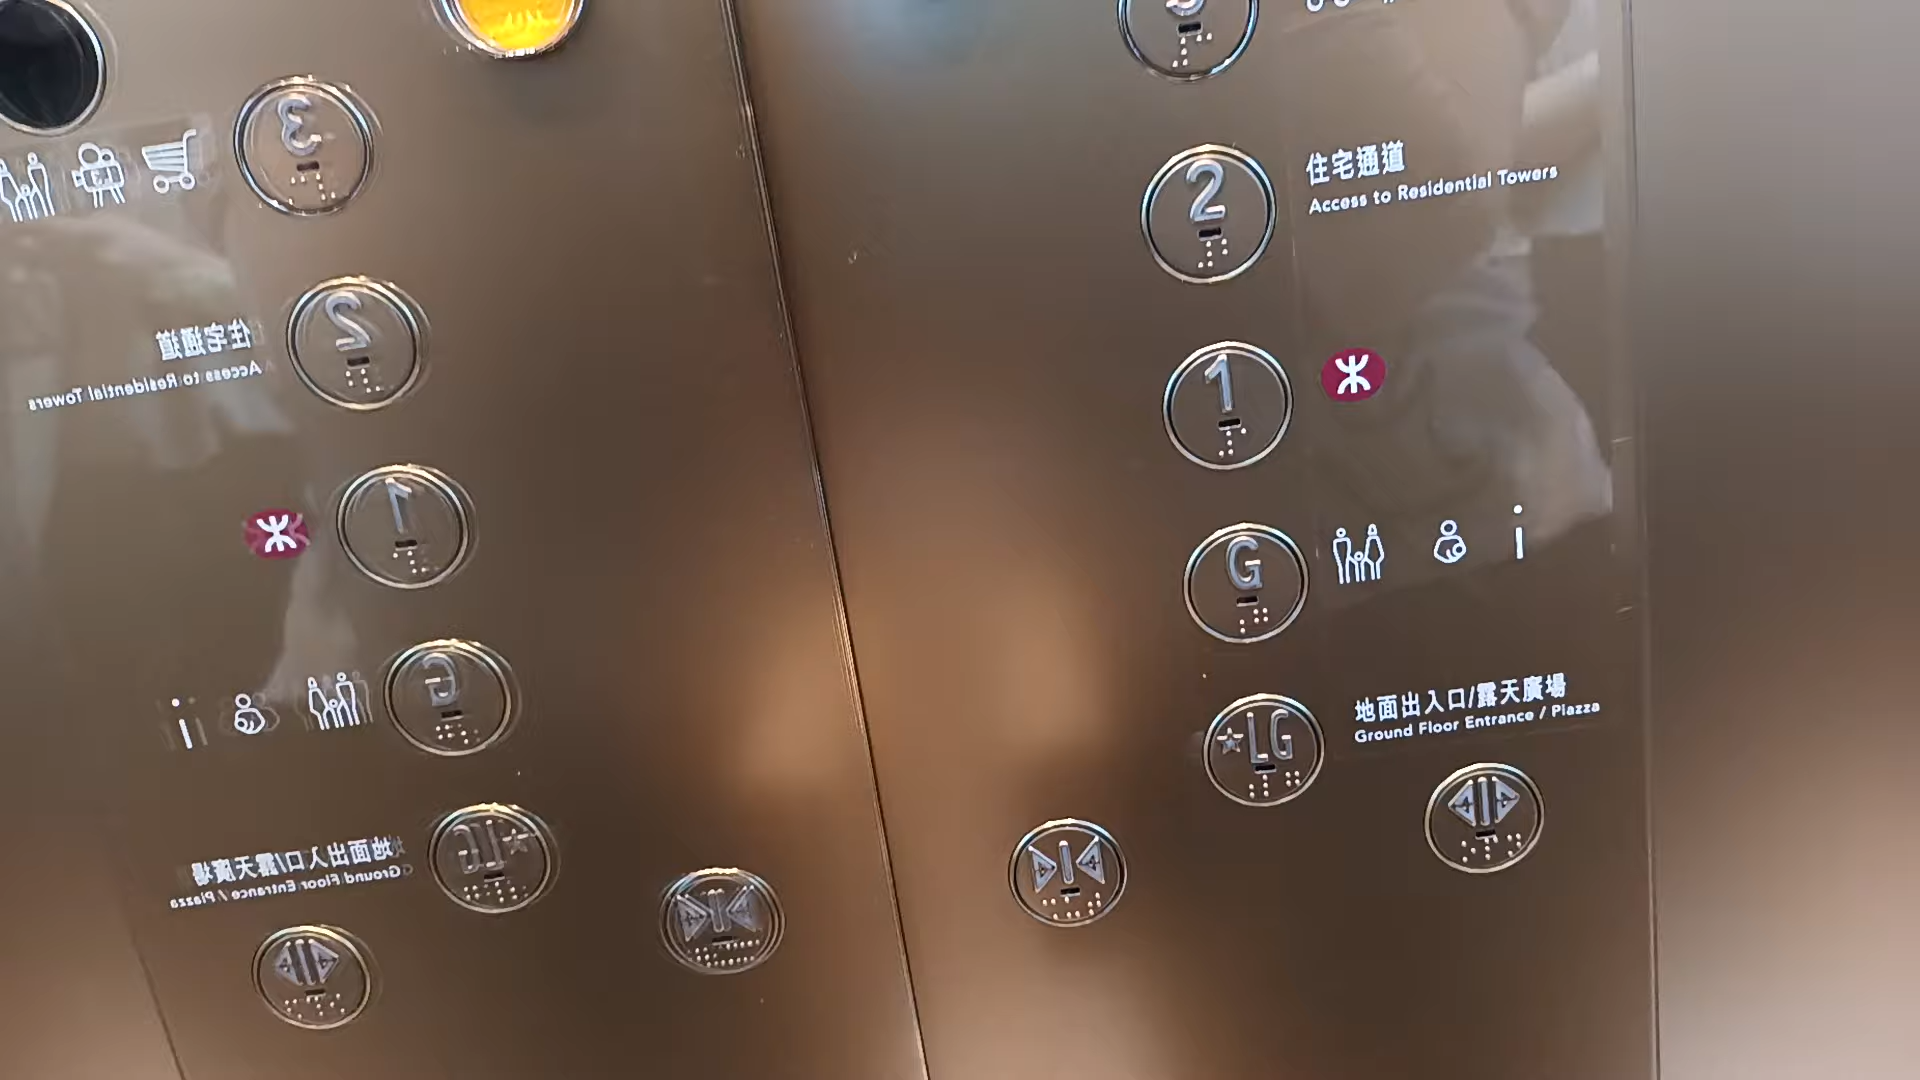 2
住宅通道
Access to Residential Towers
1
G
i
★LG
地面出入口/露天廣場
Ground Floor Entrance / Piazza
3
2
住宅通道
Access to Residential Towers
1
G
i
★LG
地面出入口/露天廣場
Ground Floor Entrance / Piazza